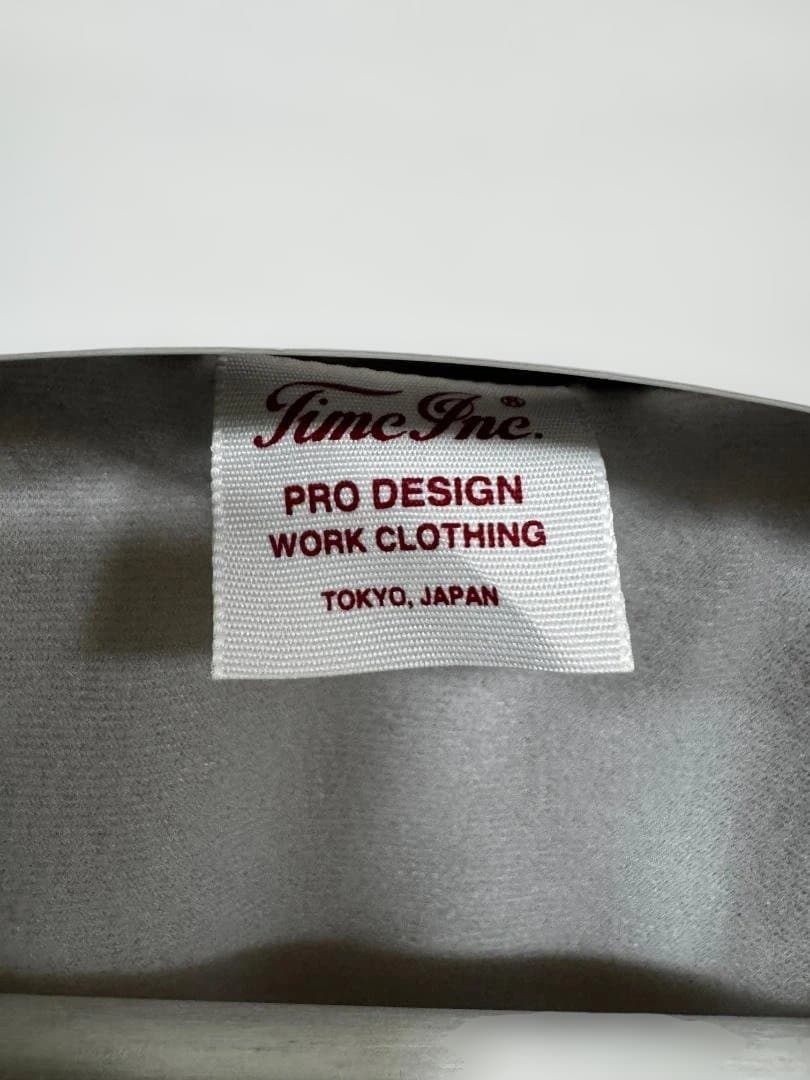 Time Inc.®
PRO DESIGN
WORK CLOTHING
TOKYO, JAPAN